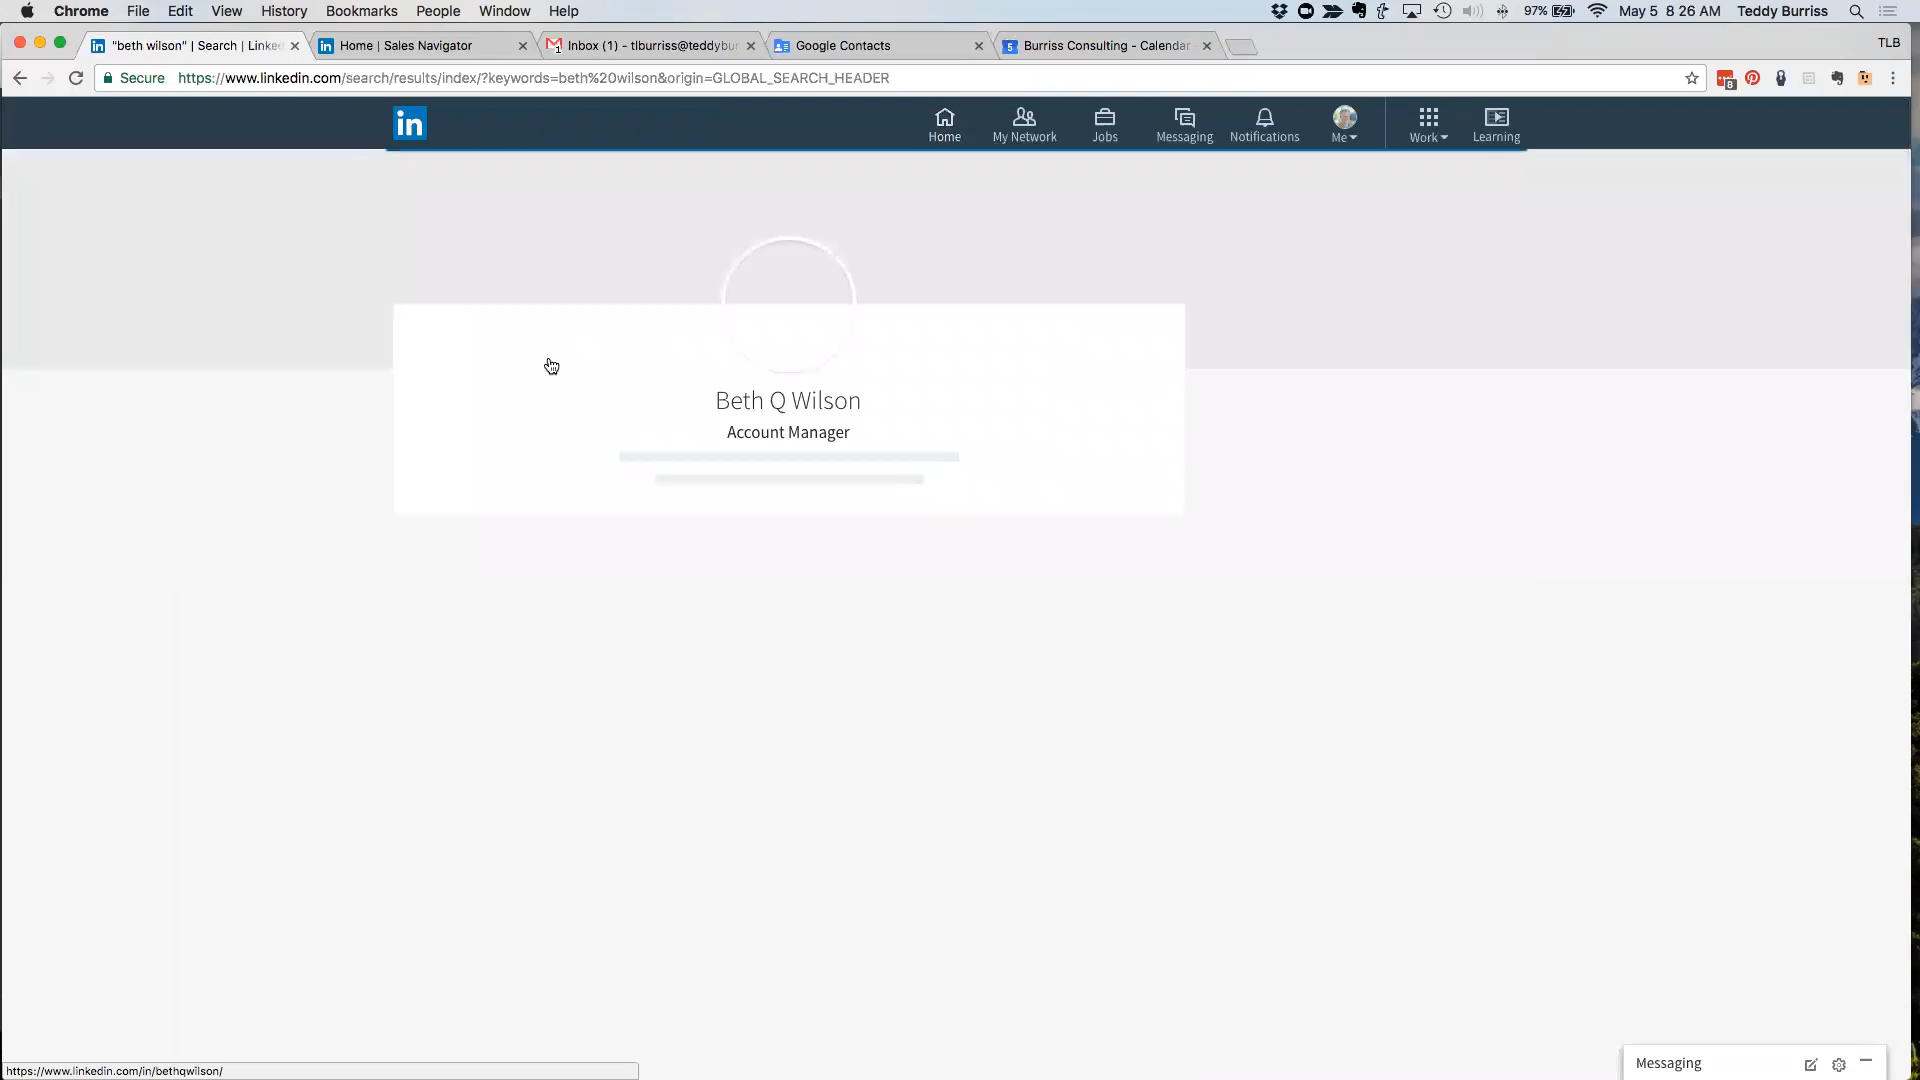 Chrome File Edit View History Bookmarks People Window Help 97% May 5 8 26 AM Teddy Burriss
"beth wilson" | Search | Linked Home | Sales Navigator Inbox (1) - tlburriss@teddybur Google Contacts 5 Burriss Consulting - Calendar TLB
Secure https://www.linkedin.com/search/results/index/?keywords=beth%20wilson&origin=GLOBAL_SEARCH_HEADER 8
in Home My Network Jobs Messaging Notifications Me Work Learning
Beth Q Wilson
Account Manager
Messaging
https://www.linkedin.com/in/bethqwilson/